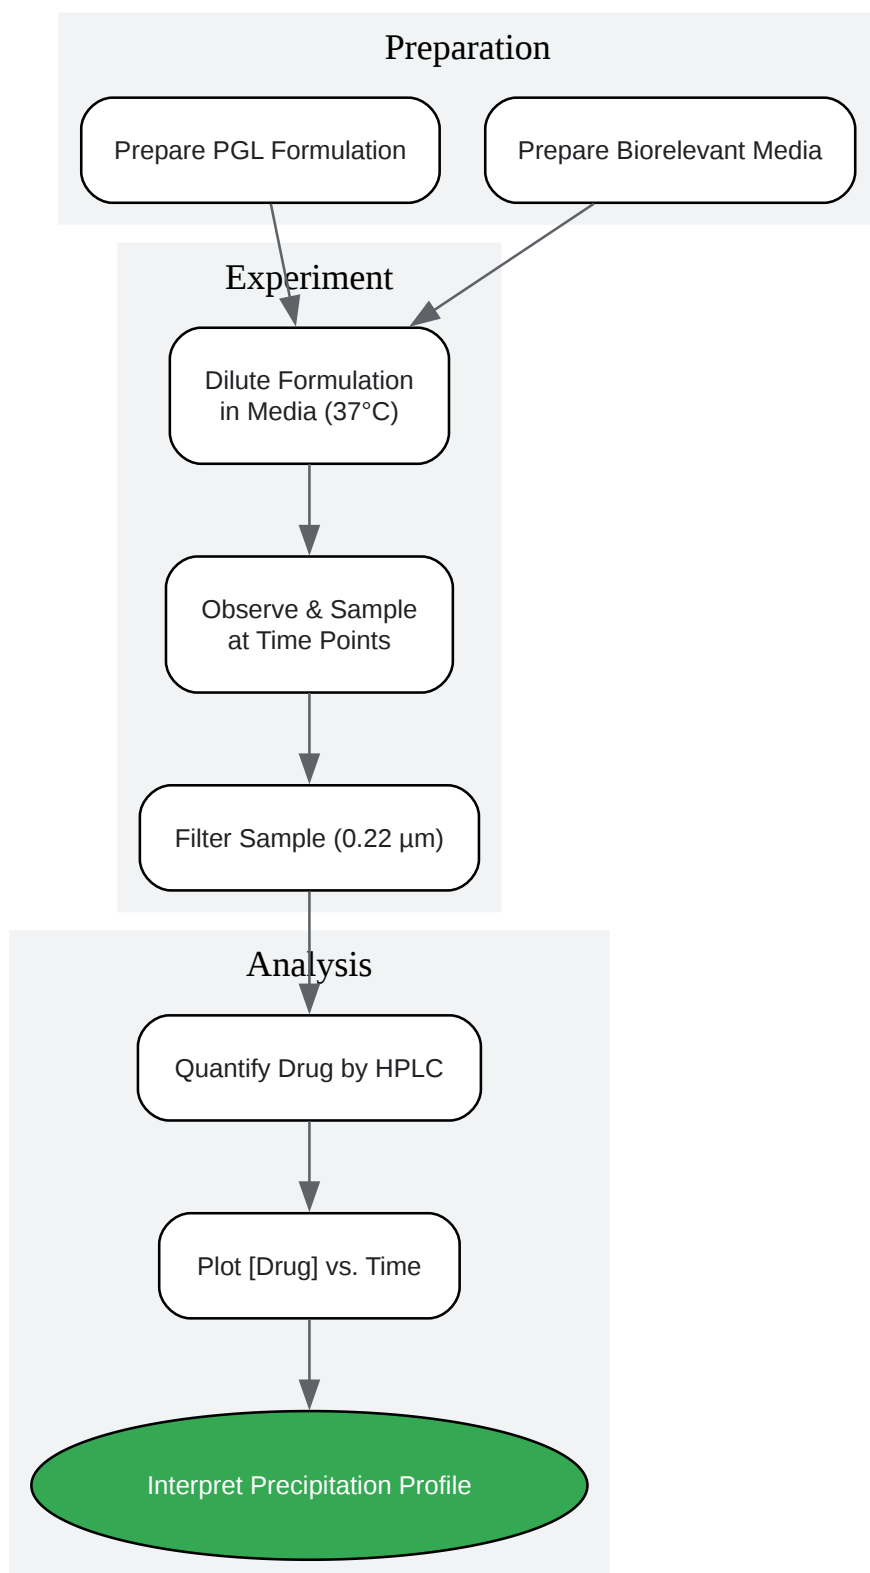 Preparation
Prepare PGL Formulation
Prepare Biorelevant Media
Experiment
Dilute Formulation
in Media (37°C)
Observe & Sample
at Time Points
Filter Sample (0.22 µm)
Analysis
Quantify Drug by HPLC
Plot [Drug] vs. Time
Interpret Precipitation Profile